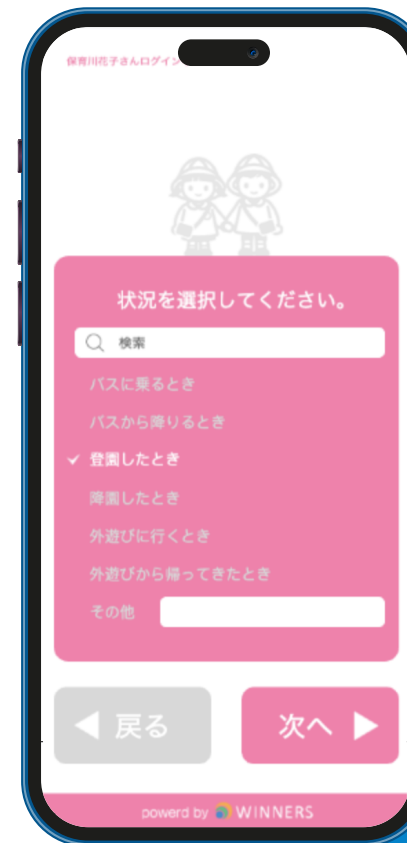 保育川花子さんログイン
状況を選択してください。
検索
バスに乗るとき
バスから降りるとき
登園したとき
降園したとき
外遊びに行くとき
外遊びから帰ってきたとき
その他
戻る
次へ
powerd by WINNERS